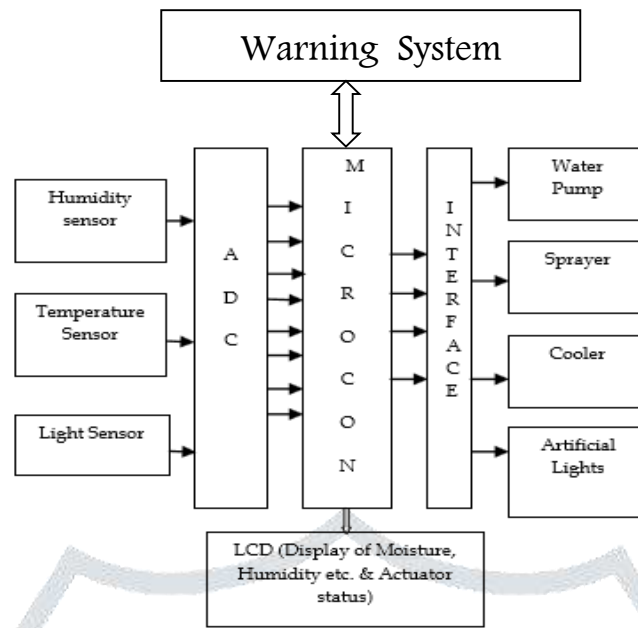 Warning System
Humidity
sensor
Temperature
Sensor
Light Sensor
A
D
C
M
I
C
R
O
C
O
N
I
N
T
E
R
F
A
C
E
Water
Pump
Sprayer
Cooler
Artificial
Lights
LCD (Display of Moisture,
Humidity etc. & Actuator
status)